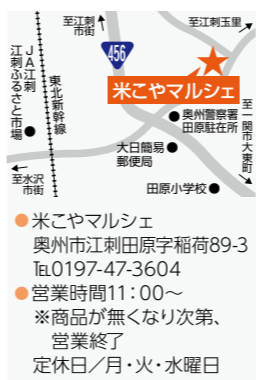 至江刺
市街
至江刺玉里
456
米こやマルシェ
JA江刺
江刺ふるさと市場
東北新幹線
奥州警察署
田原駐在所
大日簡易
郵便局
至一関市大東町
至水沢
市街
田原小学校
●米こやマルシェ
奥州市江刺田原字稲荷89-3
℡0197-47-3604
●営業時間11：00〜
※商品が無くなり次第、
営業終了
定休日／月・火・水曜日